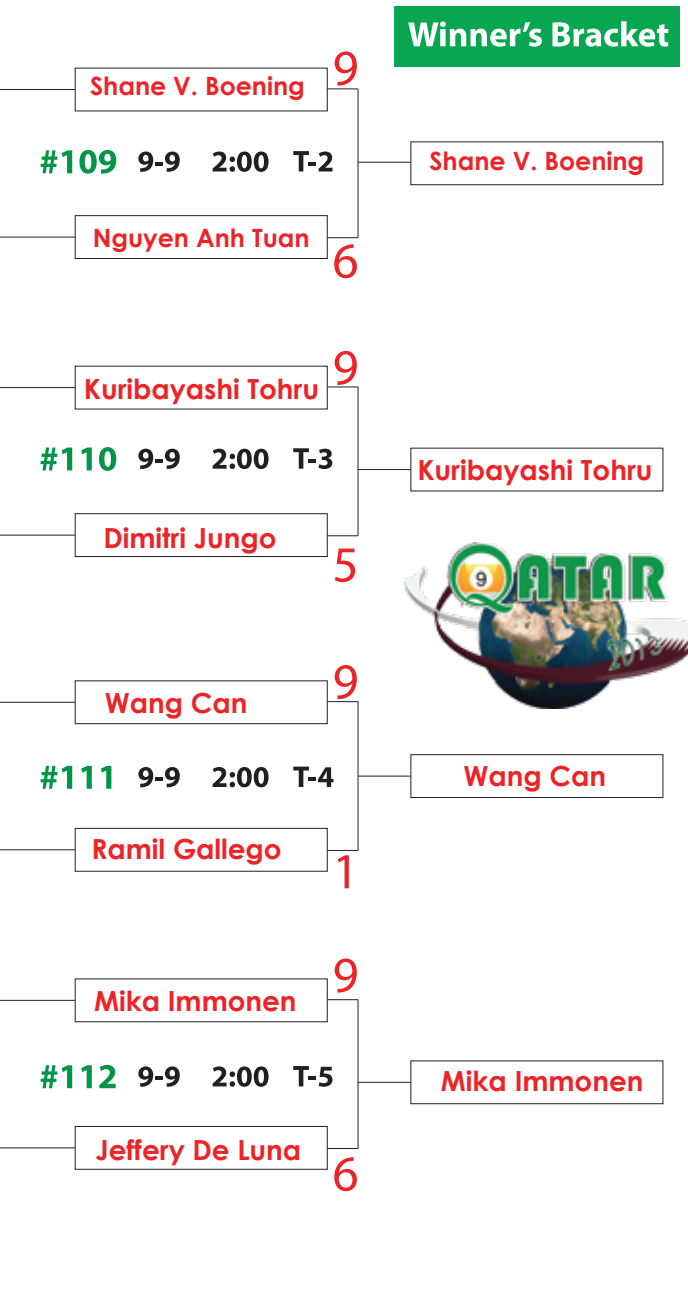 Winner's Bracket
9
Shane V. Boening
#109 9-9 2:00 T-2
Shane V. Boening
Nguyen Anh Tuan
6
9
Kuribayashi Tohru
#110 9-9 2:00 T-3
Kuribayashi Tohru
Dimitri Jungo
5
9 QATAR
2013
9
Wang Can
#111 9-9 2:00 T-4
Wang Can
Ramil Gallego
1
9
Mika Immonen
#112 9-9 2:00 T-5
Mika Immonen
Jeffery De Luna
6